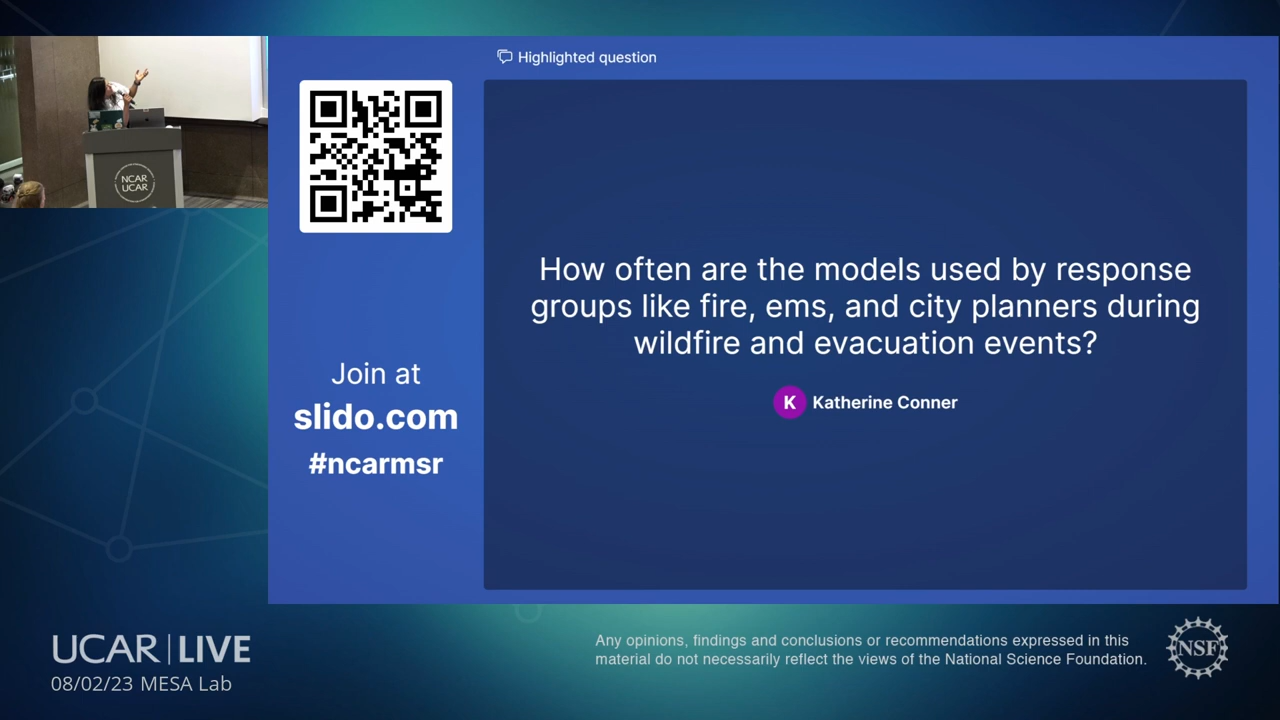 Highlighted question
NCAR
UCAR
How often are the models used by response
groups like fire, ems, and city planners during
wildfire and evacuation events?
K Katherine Conner
Join at
slido.com
#ncarmsr
UCAR | LIVE
08/02/23 MESA Lab
Any opinions, findings and conclusions or recommendations expressed in this
material do not necessarily reflect the views of the National Science Foundation.
NSF